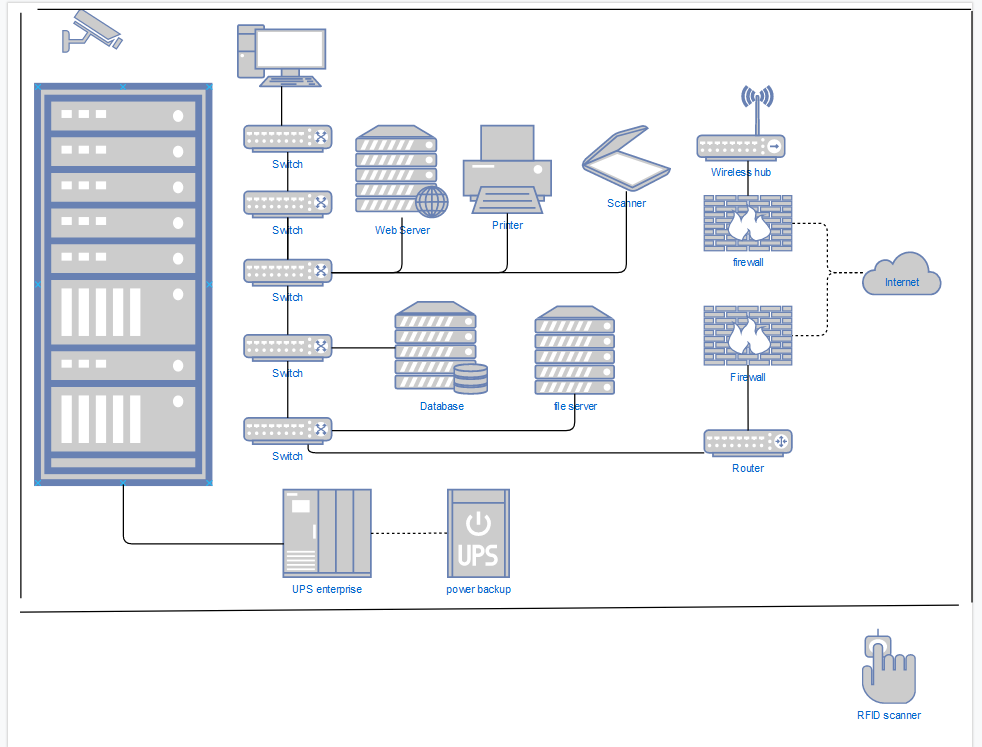 Switch
Switch
Web Server
Printer
Scanner
Wireless hub
firewall
Internet
Switch
Switch
Database
file server
Firewall
Switch
Router
UPS
UPS enterprise
power backup
RFID scanner